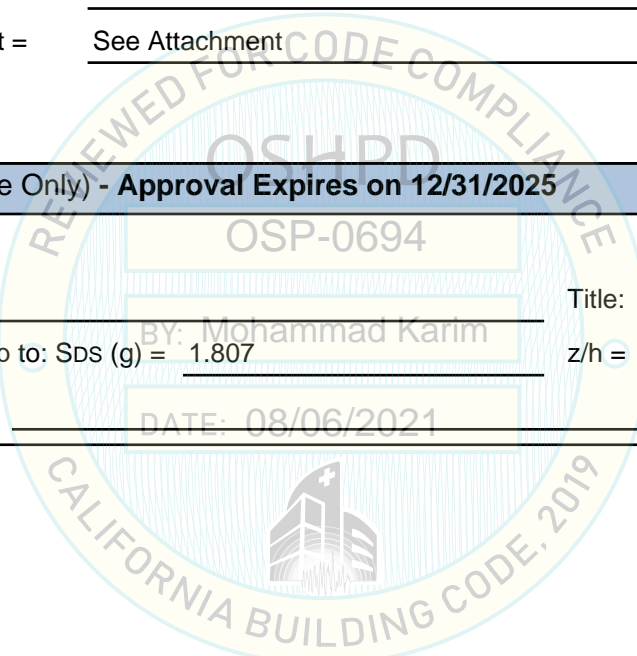 t = See Attachment
REVIEWED FOR CODE COMPLIANCE
OSHPD
e Only) - Approval Expires on 12/31/2025
OSP-0694
Title:
BY: Mohammad Karim
o to: SDS (g) = 1.807 z/h =
DATE: 08/06/2021
CALIFORNIA BUILDING CODE, 2019